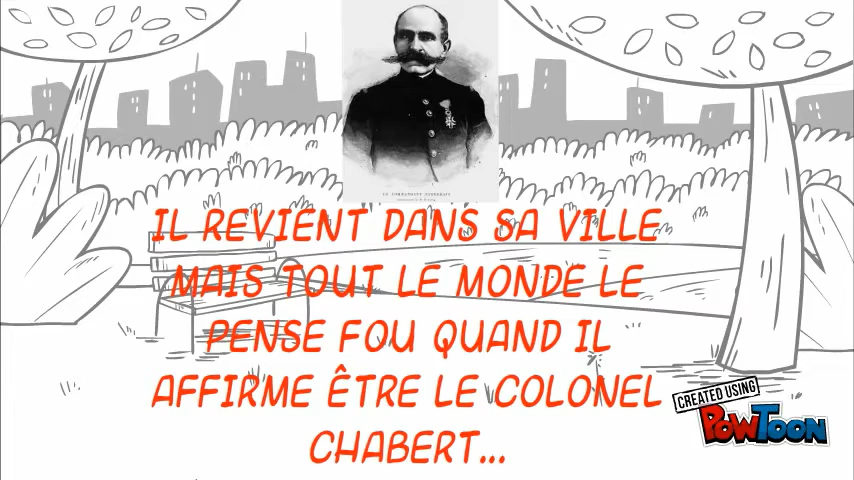 IL REVIENT DANS SA VILLE
MAIS TOUT LE MONDE LE
PENSE FOU QUAND IL
AFFIRME ÊTRE LE COLONEL
CHABERT...
CREATED USING
POWTOON